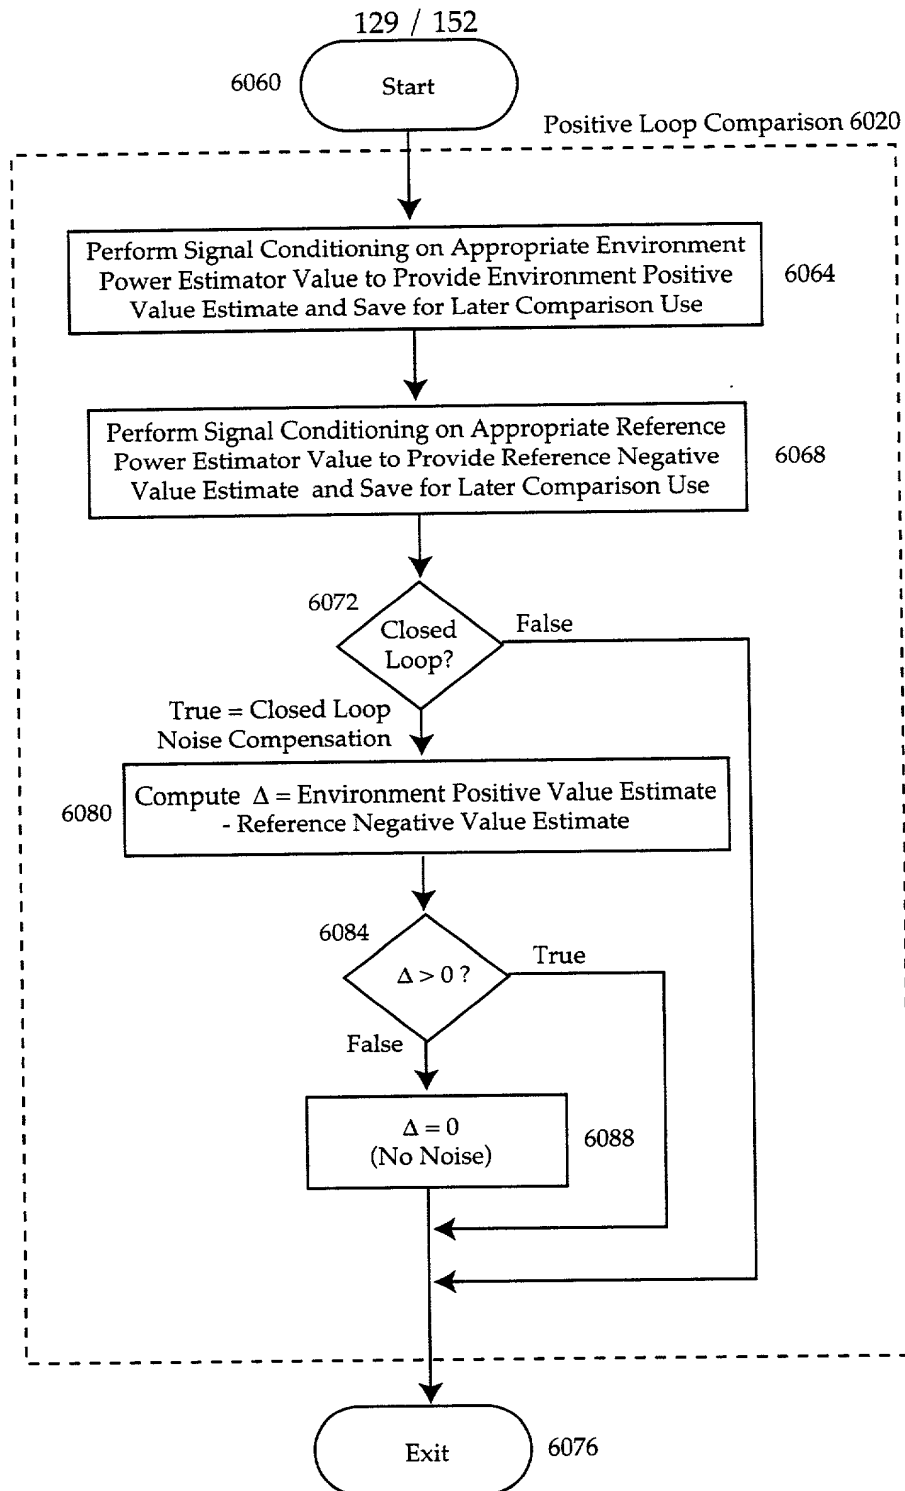 129 / 152
6060
Start
Positive Loop Comparison 6020
Perform Signal Conditioning on Appropriate Environment
Power Estimator Value to Provide Environment Positive
Value Estimate and Save for Later Comparison Use
6064
Perform Signal Conditioning on Appropriate Reference
Power Estimator Value to Provide Reference Negative
Value Estimate and Save for Later Comparison Use
6068
6072
Closed
Loop?
False
True = Closed Loop
Noise Compensation
6080
Compute Δ = Environment Positive Value Estimate
- Reference Negative Value Estimate
6084
Δ > 0 ?
True
False
Δ = 0
(No Noise)
6088
Exit
6076